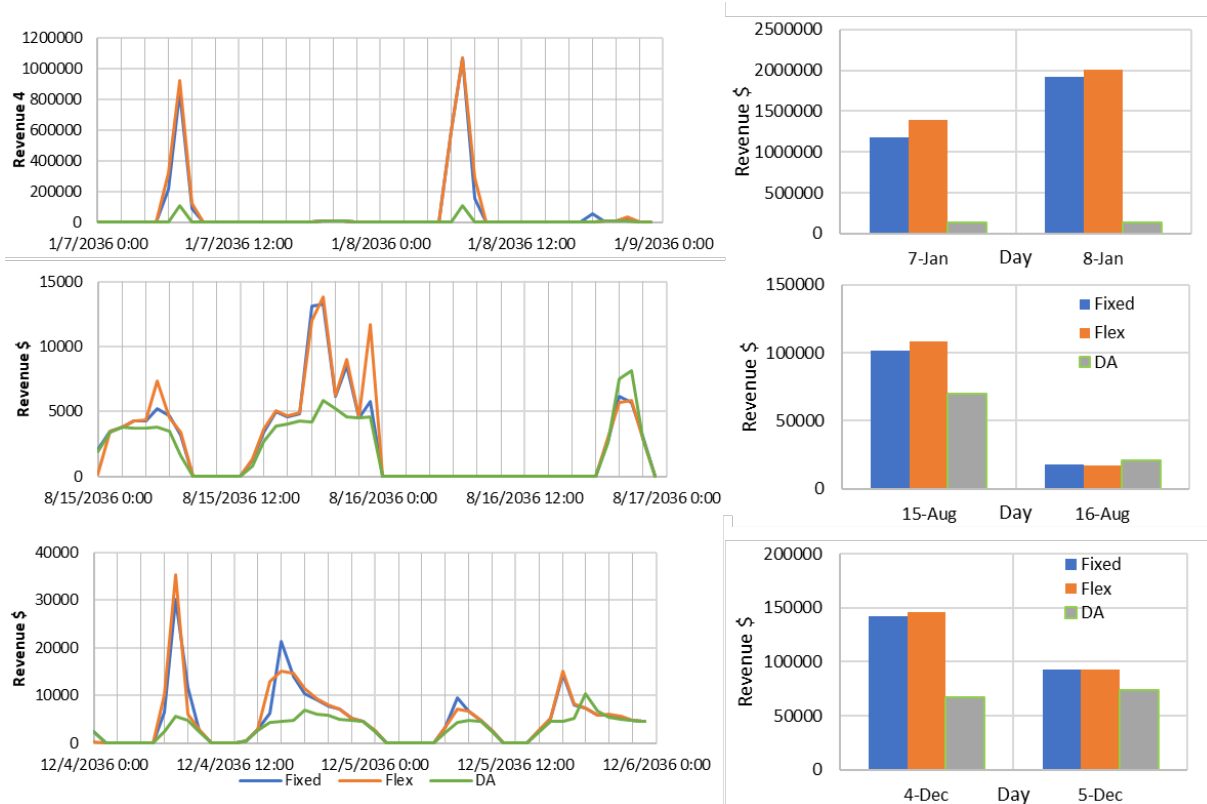 1200000
1000000
800000
600000
400000
200000
0
Revenue 4
1/7/2036 0:00
1/7/2036 12:00
1/8/2036 0:00
1/8/2036 12:00
1/9/2036 0:00
2500000
2000000
1500000
1000000
500000
0
Revenue $
7-Jan
Day
8-Jan
15000
10000
5000
0
Revenue $
8/15/2036 0:00
8/15/2036 12:00
8/16/2036 0:00
8/16/2036 12:00
8/17/2036 0:00
150000
100000
50000
0
Revenue $
Fixed
Flex
DA
15-Aug
Day
16-Aug
40000
30000
20000
10000
0
Revenue $
12/4/2036 0:00
12/4/2036 12:00
12/5/2036 0:00
12/5/2036 12:00
12/6/2036 0:00
Fixed
Flex
DA
200000
150000
100000
50000
0
Revenue $
Fixed
Flex
DA
4-Dec
Day
5-Dec